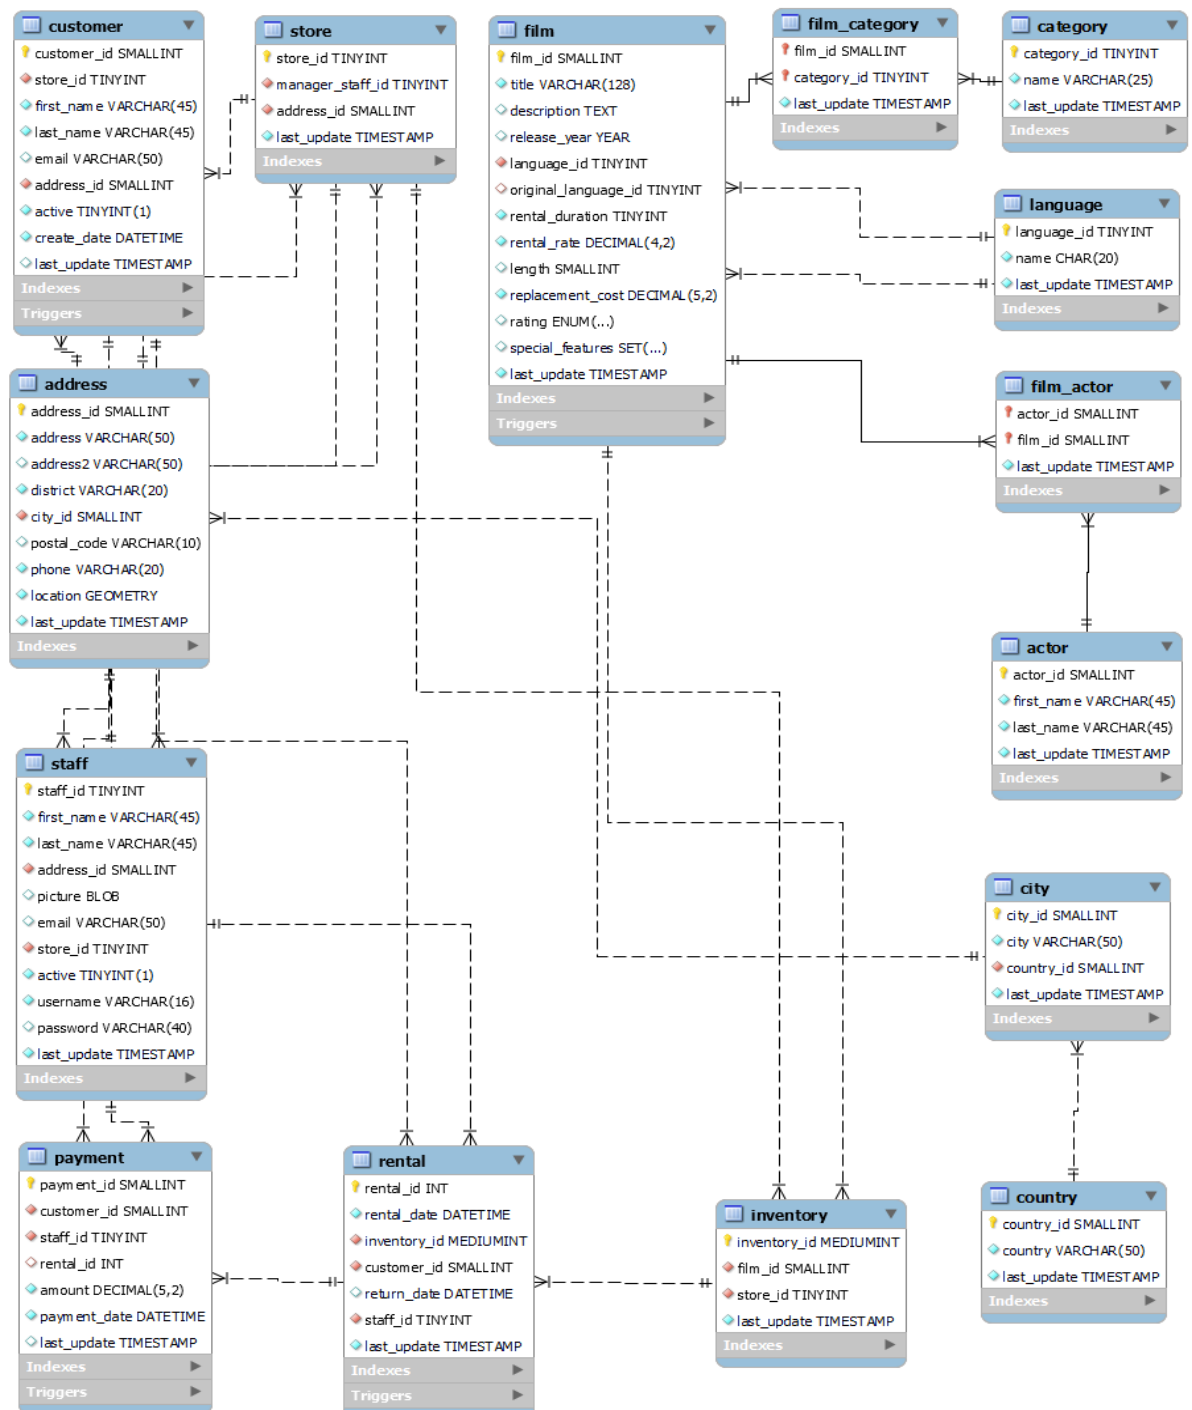 customer
customer_id SMALLINT
store_id TINYINT
first_name VARCHAR(45)
last_name VARCHAR(45)
email VARCHAR(50)
address_id SMALLINT
active TINYINT(1)
create_date DATETIME
last_update TIMESTAMP
Indexes
Triggers
store
store_id TINYINT
manager_staff_id TINYINT
address_id SMALLINT
last_update TIMESTAMP
Indexes
film
film_id SMALLINT
title VARCHAR(128)
description TEXT
release_year YEAR
language_id TINYINT
original_language_id TINYINT
rental_duration TINYINT
rental_rate DECIMAL(4,2)
length SMALLINT
replacement_cost DECIMAL(5,2)
rating ENUM(...)
special_features SET(...)
last_update TIMESTAMP
Indexes
Triggers
film_category
film_id SMALLINT
category_id TINYINT
last_update TIMESTAMP
Indexes
category
category_id TINYINT
name VARCHAR(25)
last_update TIMESTAMP
Indexes
language
language_id TINYINT
name CHAR(20)
last_update TIMESTAMP
Indexes
film_actor
actor_id SMALLINT
film_id SMALLINT
last_update TIMESTAMP
Indexes
address
address_id SMALLINT
address VARCHAR(50)
address2 VARCHAR(50)
district VARCHAR(20)
city_id SMALLINT
postal_code VARCHAR(10)
phone VARCHAR(20)
location GEOMETRY
last_update TIMESTAMP
Indexes
actor
actor_id SMALLINT
first_name VARCHAR(45)
last_name VARCHAR(45)
last_update TIMESTAMP
Indexes
staff
staff_id TINYINT
first_name VARCHAR(45)
last_name VARCHAR(45)
address_id SMALLINT
picture BLOB
email VARCHAR(50)
store_id TINYINT
active TINYINT(1)
username VARCHAR(16)
password VARCHAR(40)
last_update TIMESTAMP
Indexes
city
city_id SMALLINT
city VARCHAR(50)
country_id SMALLINT
last_update TIMESTAMP
Indexes
payment
payment_id SMALLINT
customer_id SMALLINT
staff_id TINYINT
rental_id INT
amount DECIMAL(5,2)
payment_date DATETIME
last_update TIMESTAMP
Indexes
Triggers
rental
rental_id INT
rental_date DATETIME
inventory_id MEDIUMINT
customer_id SMALLINT
return_date DATETIME
staff_id TINYINT
last_update TIMESTAMP
Indexes
Triggers
inventory
inventory_id MEDIUMINT
film_id SMALLINT
store_id TINYINT
last_update TIMESTAMP
Indexes
country
country_id SMALLINT
country VARCHAR(50)
last_update TIMESTAMP
Indexes